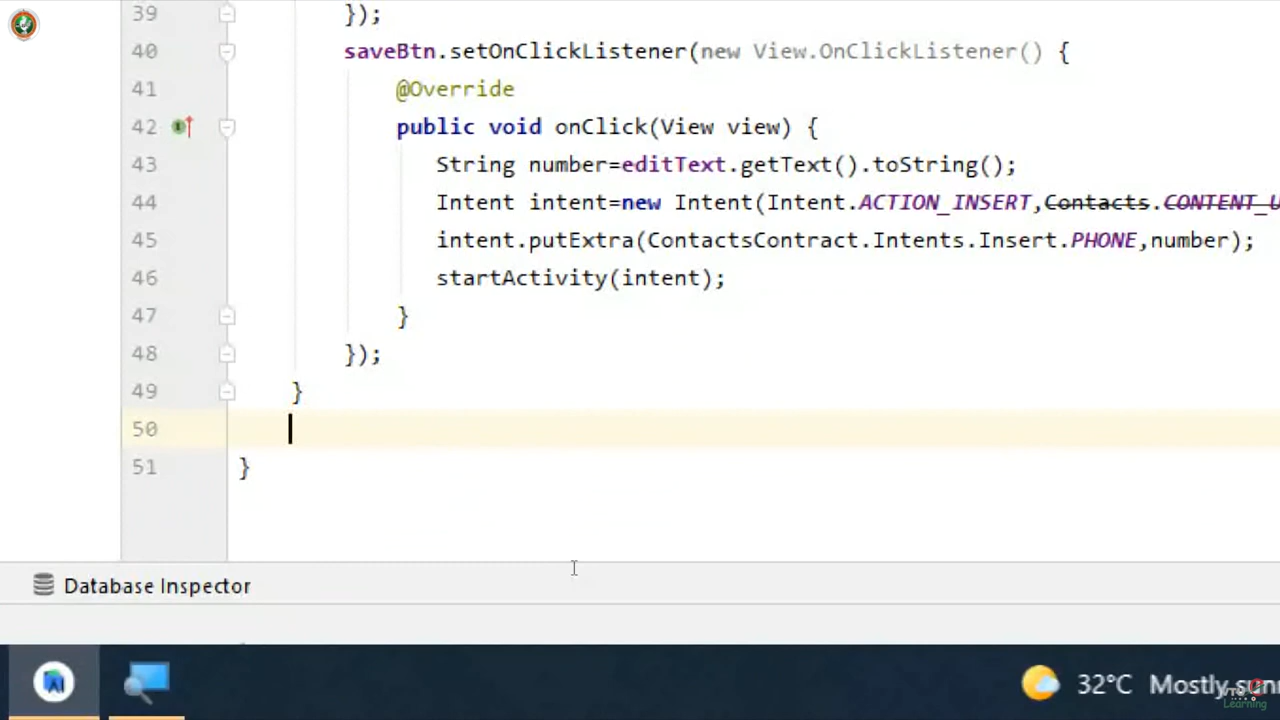 39 });
40 saveBtn.setOnClickListener(new View.OnClickListener() {
41 @Override
42 public void onClick(View view) {
43 String number=editText.getText().toString();
44 Intent intent=new Intent(Intent.ACTION_INSERT,Contacts.CONTENT_U
45 intent.putExtra(ContactsContract.Intents.Insert.PHONE,number);
46 startActivity(intent);
47 }
48 });
49 }
50
51 }
Database Inspector
32°C Mostly sunn
Learning